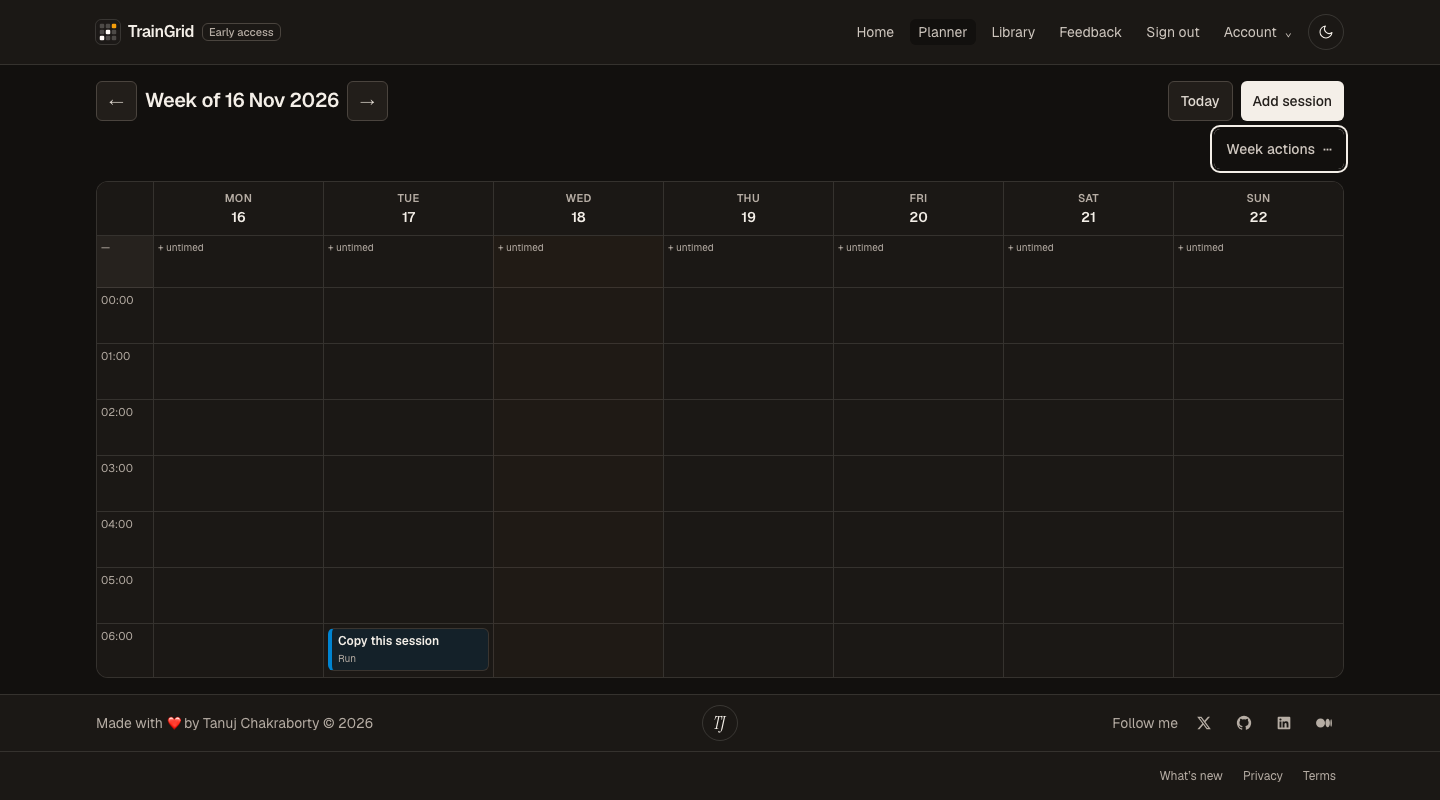 TrainGrid Early access
Home Planner Library Feedback Sign out Account
← Week of 16 Nov 2026 →
Today Add session
Week actions ···
MON TUE WED THU FRI SAT SUN
16 17 18 19 20 21 22
— + untimed + untimed + untimed + untimed + untimed + untimed + untimed
00:00
01:00
02:00
03:00
04:00
05:00
06:00 Copy this session
Run
Made with ❤️ by Tanuj Chakraborty © 2026 TJ Follow me
What's new Privacy Terms